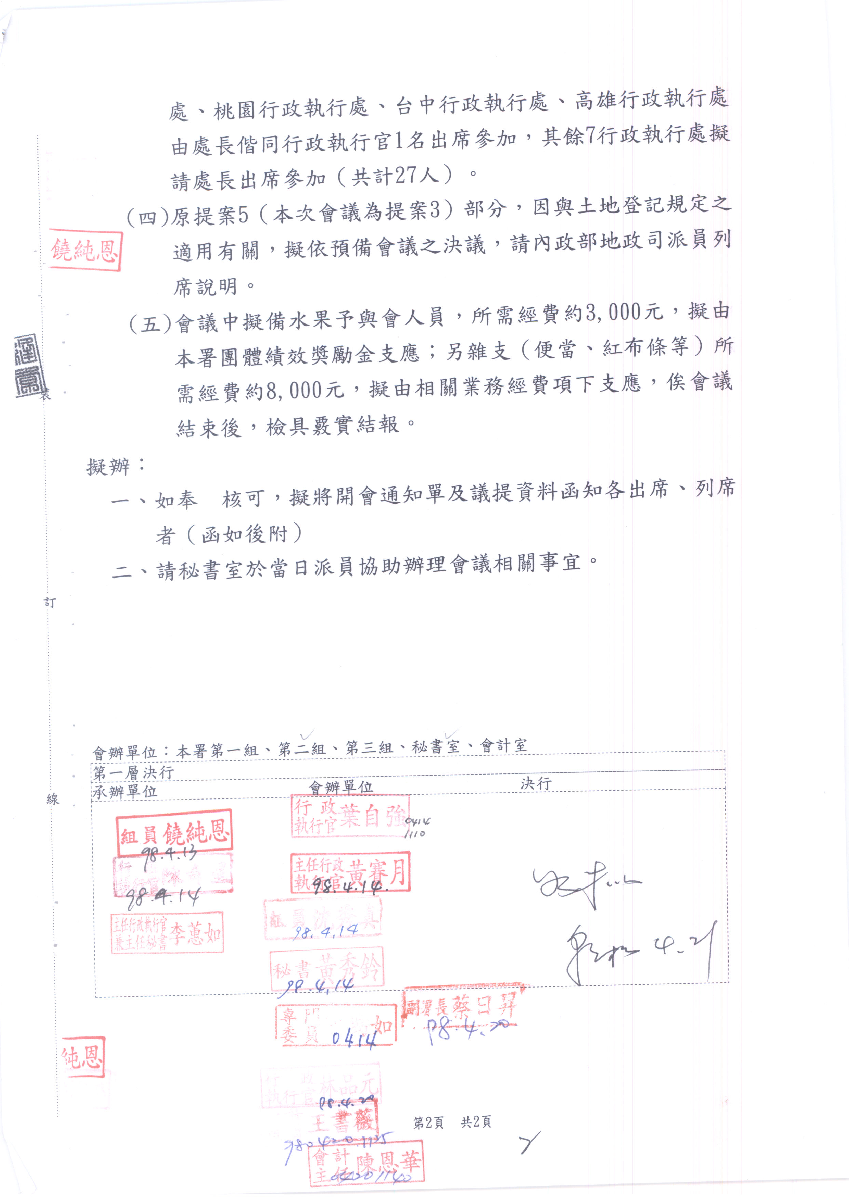 處、桃園行政執行處、台中行政執行處、高雄行政執行處
由處長偕同行政執行官1名出席參加，其餘7行政執行處擬
請處長出席參加（共計27人）。
(四)原提案5（本次會議為提案3）部分，因與土地登記規定之
適用有關，擬依預備會議之決議，請內政部地政司派員列
席說明。
饒純恩
(五)會議中擬備水果予與會人員，所需經費約3,000元，擬由
本署團體績效獎勵金支應；另雜支（便當、紅布條等）所
需經費約8,000元，擬由相關業務經費項下支應，俟會議
結束後，檢具覈實結報。
裝
擬辦：
一、如奉　核可，擬將開會通知單及議提資料函知各出席、列席
者（函如後附）
二、請秘書室於當日派員協助辦理會議相關事宜。
訂
會辦單位：本署第一組、第二組、第三組、秘書室、會計室
第一層決行
承辦單位 會辦單位 決行
線
組員饒純恩
98.4.13
98.4.14
主任行政執行官
兼主任秘書 李蕙如
行政
執行官 葉自強
0414
1110
主任行政
執行官 黃賽月
98.4.14.
組員
98.4.14
秘書黃秀鈴
98.4.14
專門
委員 如
0414
副署長蔡日昇
98.4.20
4.21
純恩
98.4.20
王書薇
980420.1135
會計
主任 陳恩華
0420/1140
第2頁　共2頁